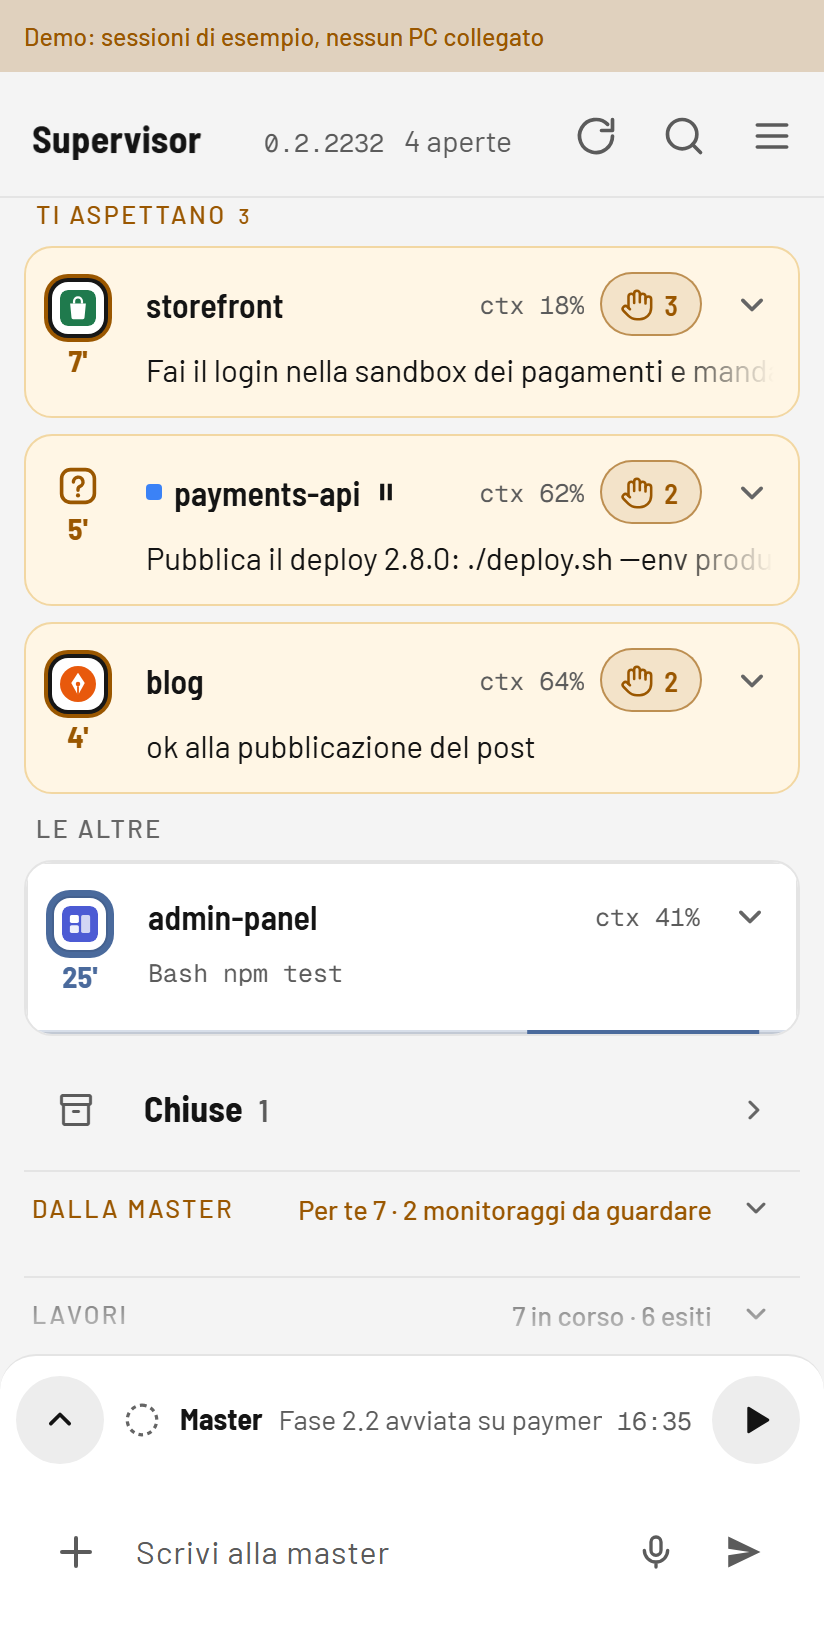 Demo: sessioni di esempio, nessun PC collegato
Supervisor 0.2.2232 4 aperte
TI ASPETTANO 3
storefront ctx 18% 3
7'
Fai il login nella sandbox dei pagamenti e manda
payments-api ctx 62% 2
5'
Pubblica il deploy 2.8.0: ./deploy.sh —env produ
blog ctx 64% 2
4'
ok alla pubblicazione del post
LE ALTRE
admin-panel ctx 41%
25'
Bash npm test
Chiuse 1
DALLA MASTER Per te 7 · 2 monitoraggi da guardare
LAVORI 7 in corso · 6 esiti
Master Fase 2.2 avviata su paymer 16:35
Scrivi alla master